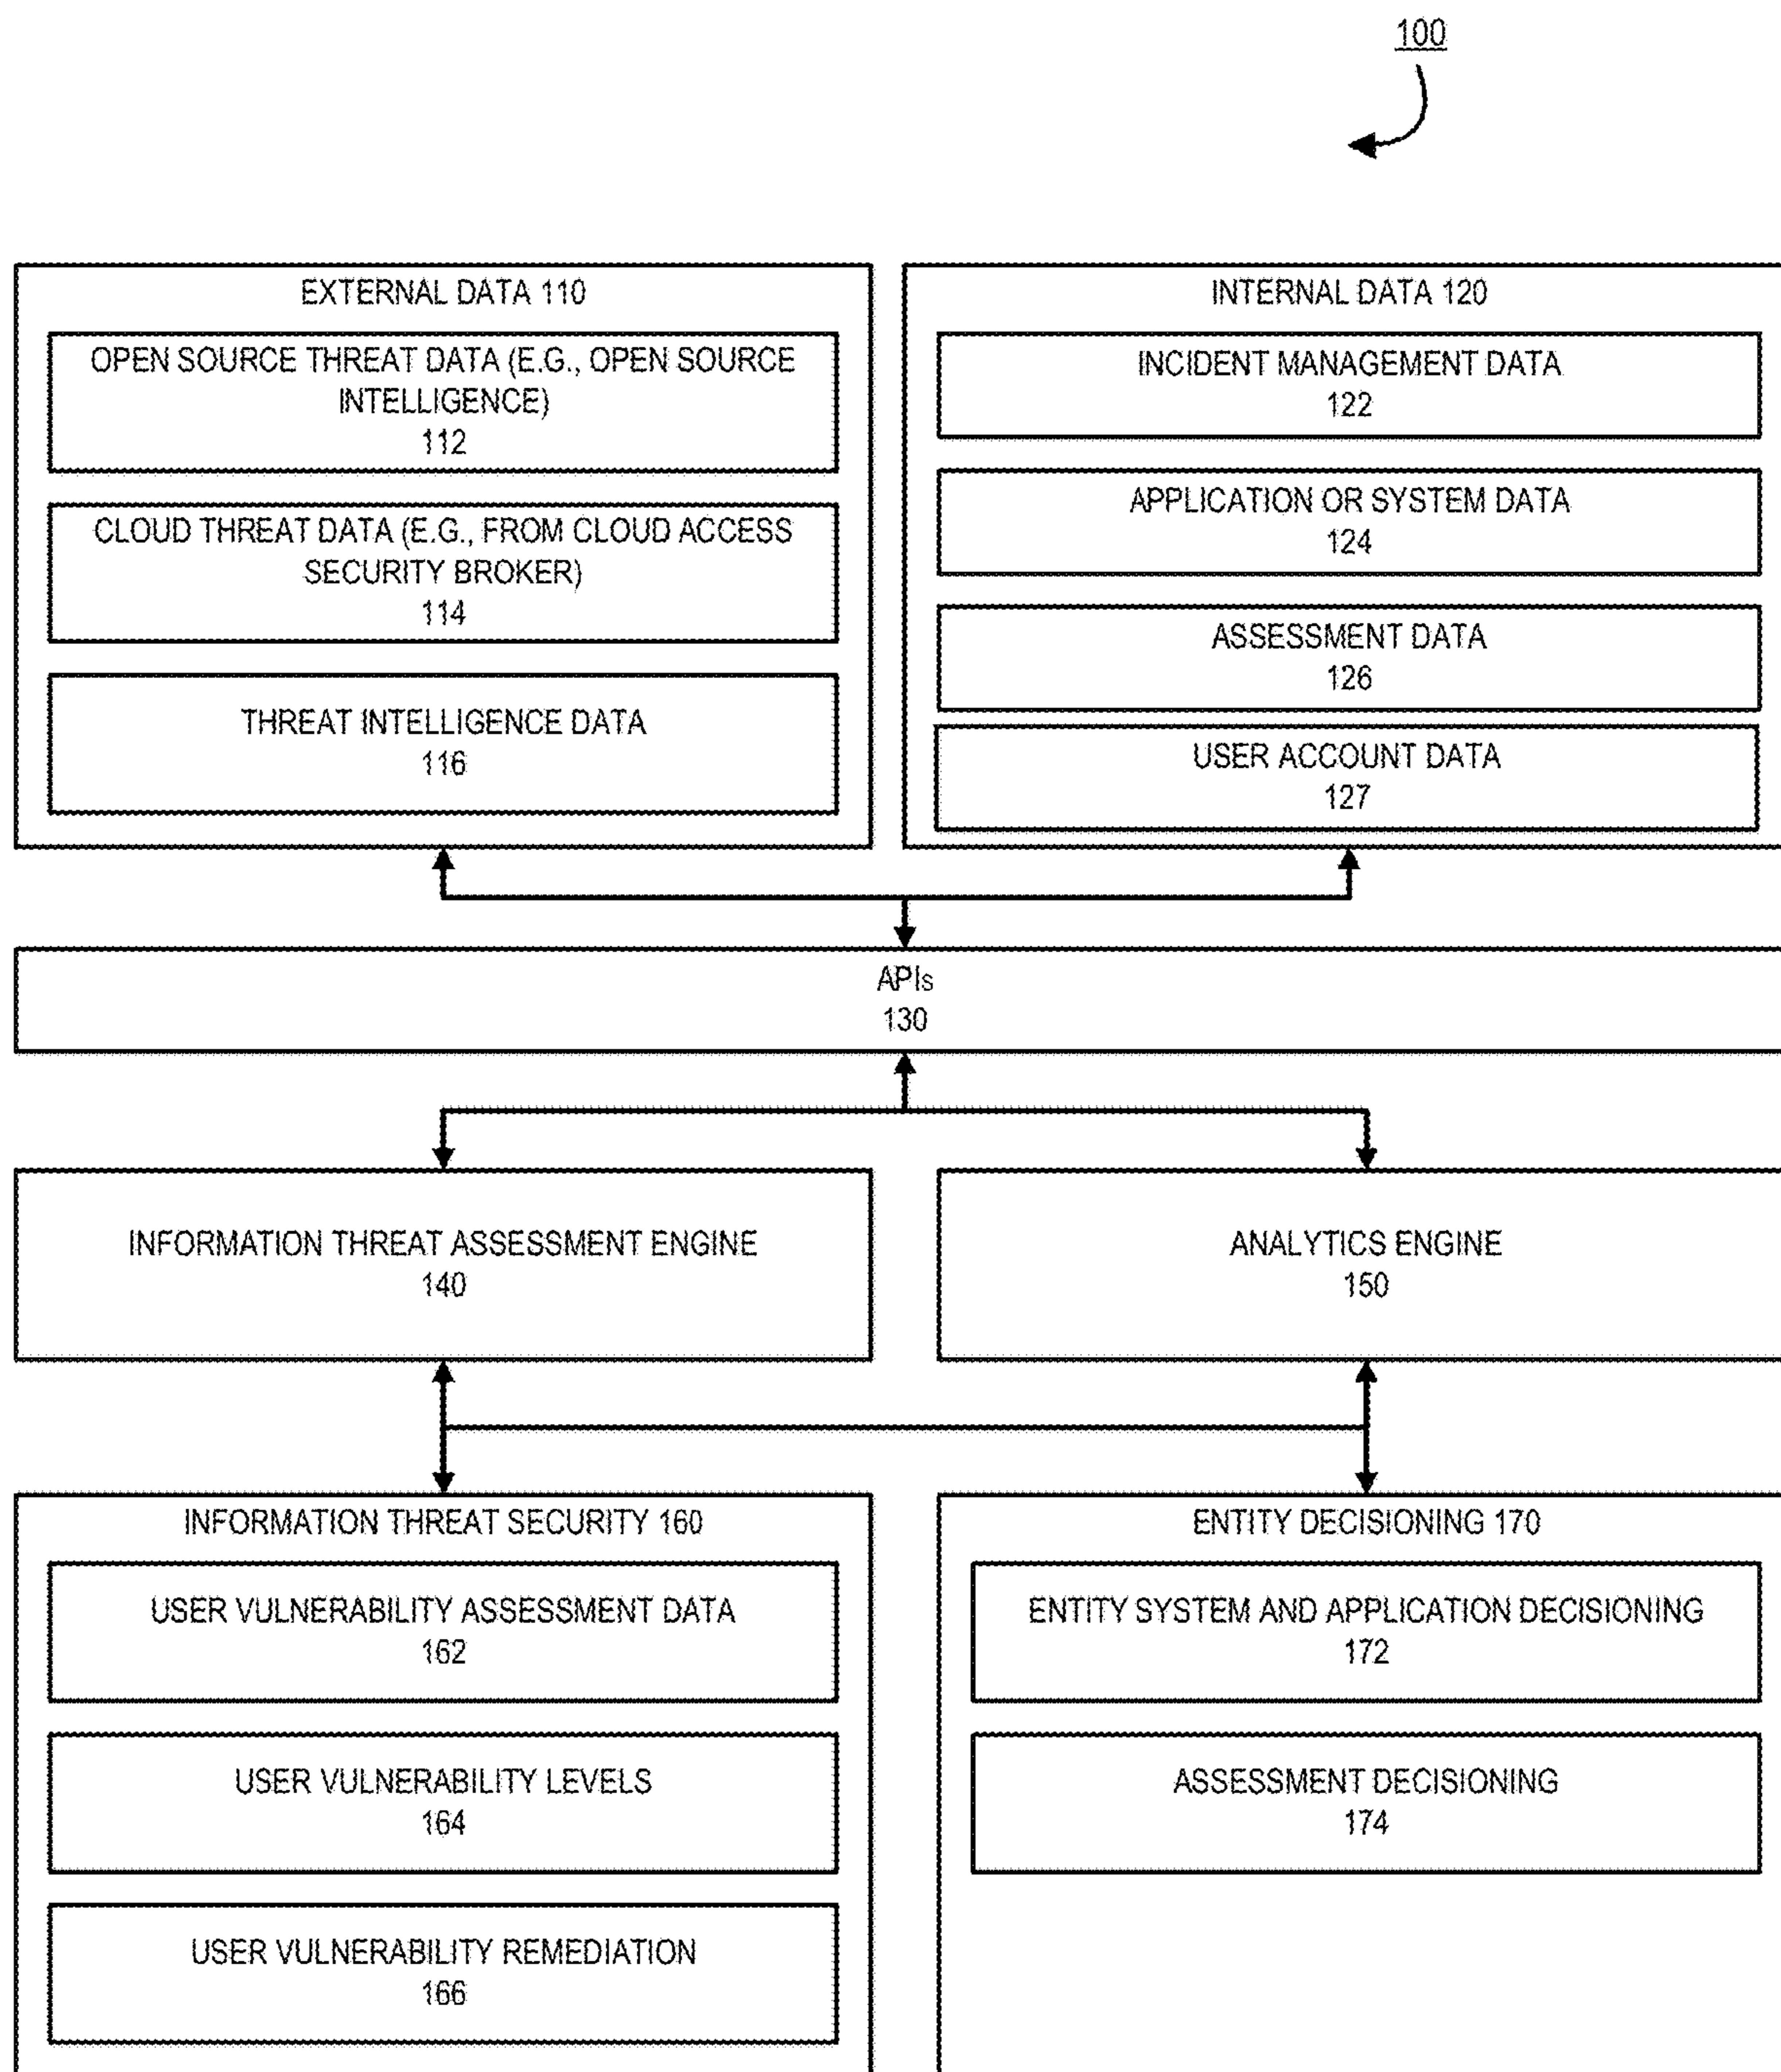 100
EXTERNAL DATA 110
OPEN SOURCE THREAT DATA (E.G., OPEN SOURCE
INTELLIGENCE)
112
CLOUD THREAT DATA (E.G., FROM CLOUD ACCESS
SECURITY BROKER)
114
THREAT INTELLIGENCE DATA
116
INTERNAL DATA 120
INCIDENT MANAGEMENT DATA
122
APPLICATION OR SYSTEM DATA
124
ASSESSMENT DATA
126
USER ACCOUNT DATA
127
APIs
130
INFORMATION THREAT ASSESSMENT ENGINE
140
ANALYTICS ENGINE
150
INFORMATION THREAT SECURITY 160
USER VULNERABILITY ASSESSMENT DATA
162
USER VULNERABILITY LEVELS
164
USER VULNERABILITY REMEDIATION
166
ENTITY DECISIONING 170
ENTITY SYSTEM AND APPLICATION DECISIONING
172
ASSESSMENT DECISIONING
174